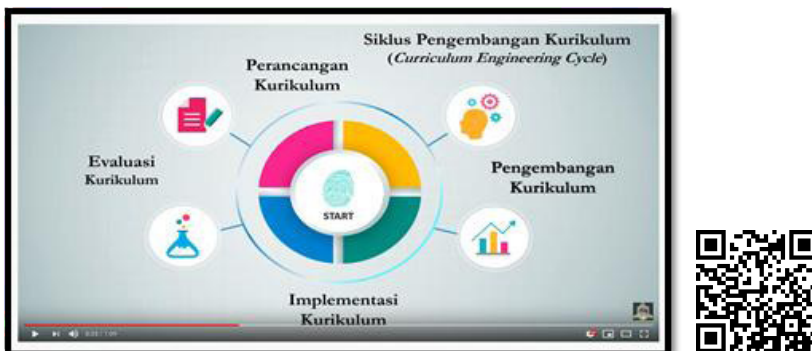 Siklus Pengembangan Kurikulum
(Curriculum Engineering Cycle)
Perancangan
Kurikulum
Evaluasi
Kurikulum
Pengembangan
Kurikulum
START
Implementasi
Kurikulum